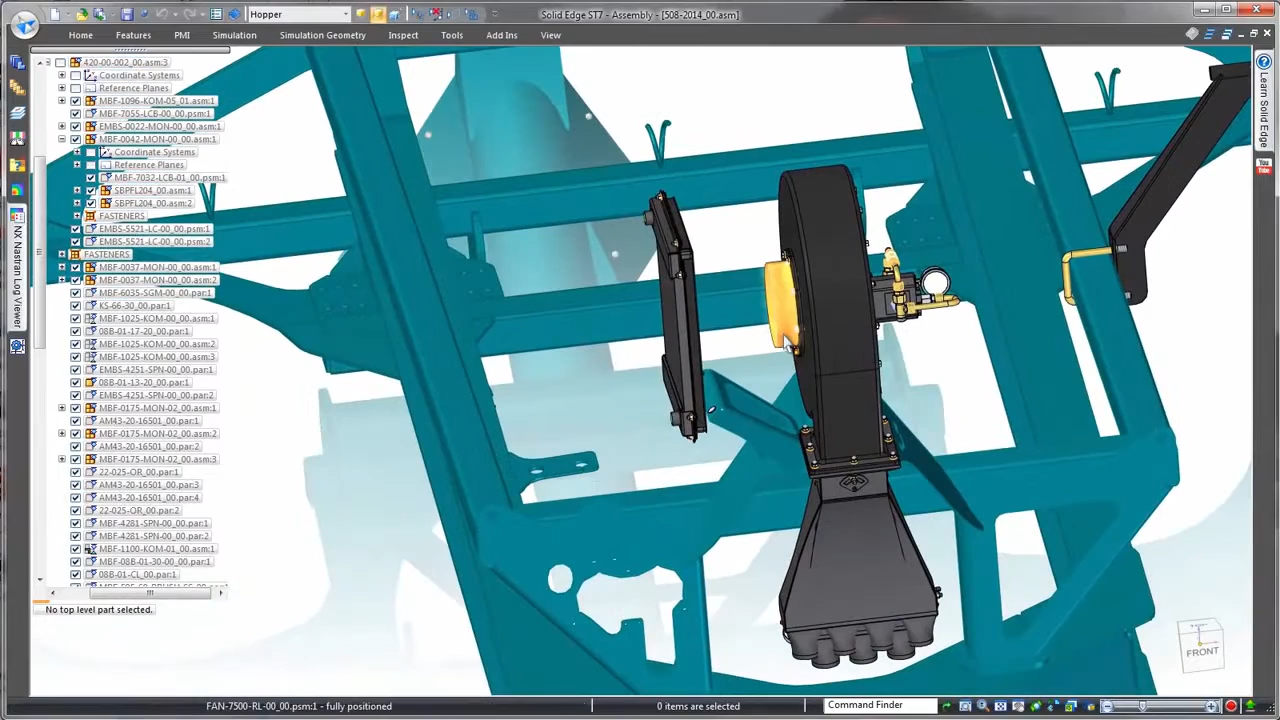 Hopper
Solid Edge ST7 - Assembly - [508-2014_00.asm]
Home Features PMI Simulation Simulation Geometry Inspect Tools Add Ins View
420-00-002_00.asm:3
Coordinate Systems
Reference Planes
MBF-1096-KOM-05_01.asm:1
MBF-7055-LCB-00_00.psm:1
EMBS-0022-MON-00_00.asm:1
MBF-0042-MON-00_00.asm:1
Coordinate Systems
Reference Planes
MBF-7032-LCB-01_00.psm:1
SBPFL204_00.asm:1
SBPFL204_00.asm:2
FASTENERS
EMBS-5521-LC-00_00.psm:1
EMBS-5521-LC-00_00.psm:2
FASTENERS
MBF-0037-MON-00_00.asm:1
MBF-0037-MON-00_00.asm:2
MBF-6035-SGM-00_00.par:1
KS-66-30_00.par:1
MBF-1025-KOM-00_00.asm:1
08B-01-17-20_00.par:1
MBF-1025-KOM-00_00.asm:2
MBF-1025-KOM-00_00.asm:3
EMBS-4251-SPN-00_00.par:1
08B-01-13-20_00.par:1
EMBS-4251-SPN-00_00.par:2
MBF-0175-MON-02_00.asm:1
AM43-20-16501_00.par:1
MBF-0175-MON-02_00.asm:2
AM43-20-16501_00.par:2
MBF-0175-MON-02_00.asm:3
22-025-OR_00.par:1
AM43-20-16501_00.par:3
AM43-20-16501_00.par:4
22-025-OR_00.par:2
MBF-4281-SPN-00_00.par:1
MBF-4281-SPN-00_00.par:2
MBF-1100-KOM-01_00.asm:1
MBF-08B-01-30-00_00.par:1
08B-01-CL_00.par:1
No top level part selected.
NX Nastran Log Viewer
Learn Solid Edge
You Tube
FRONT
FAN-7500-RL-00_00.psm:1 - fully positioned
0 items are selected
Command Finder